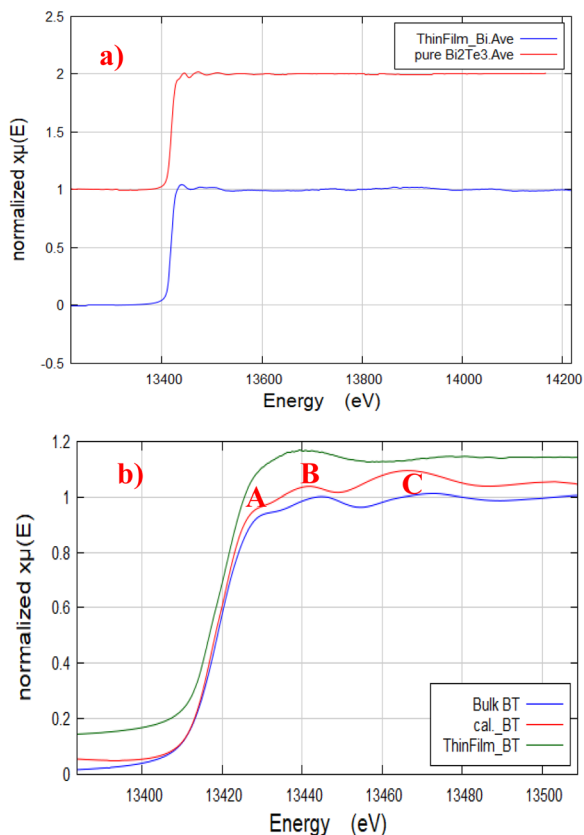 a)
ThinFilm_Bi.Ave
pure Bi2Te3.Ave
normalized xμ(E)
2.5
2
1.5
1
0.5
0
-0.5
13400 13600 13800 14000 14200
Energy (eV)
b)
A B C
normalized xμ(E)
1.2
1
0.8
0.6
0.4
0.2
0
Bulk BT
cal._BT
ThinFilm_BT
13400 13420 13440 13460 13480 13500
Energy (eV)